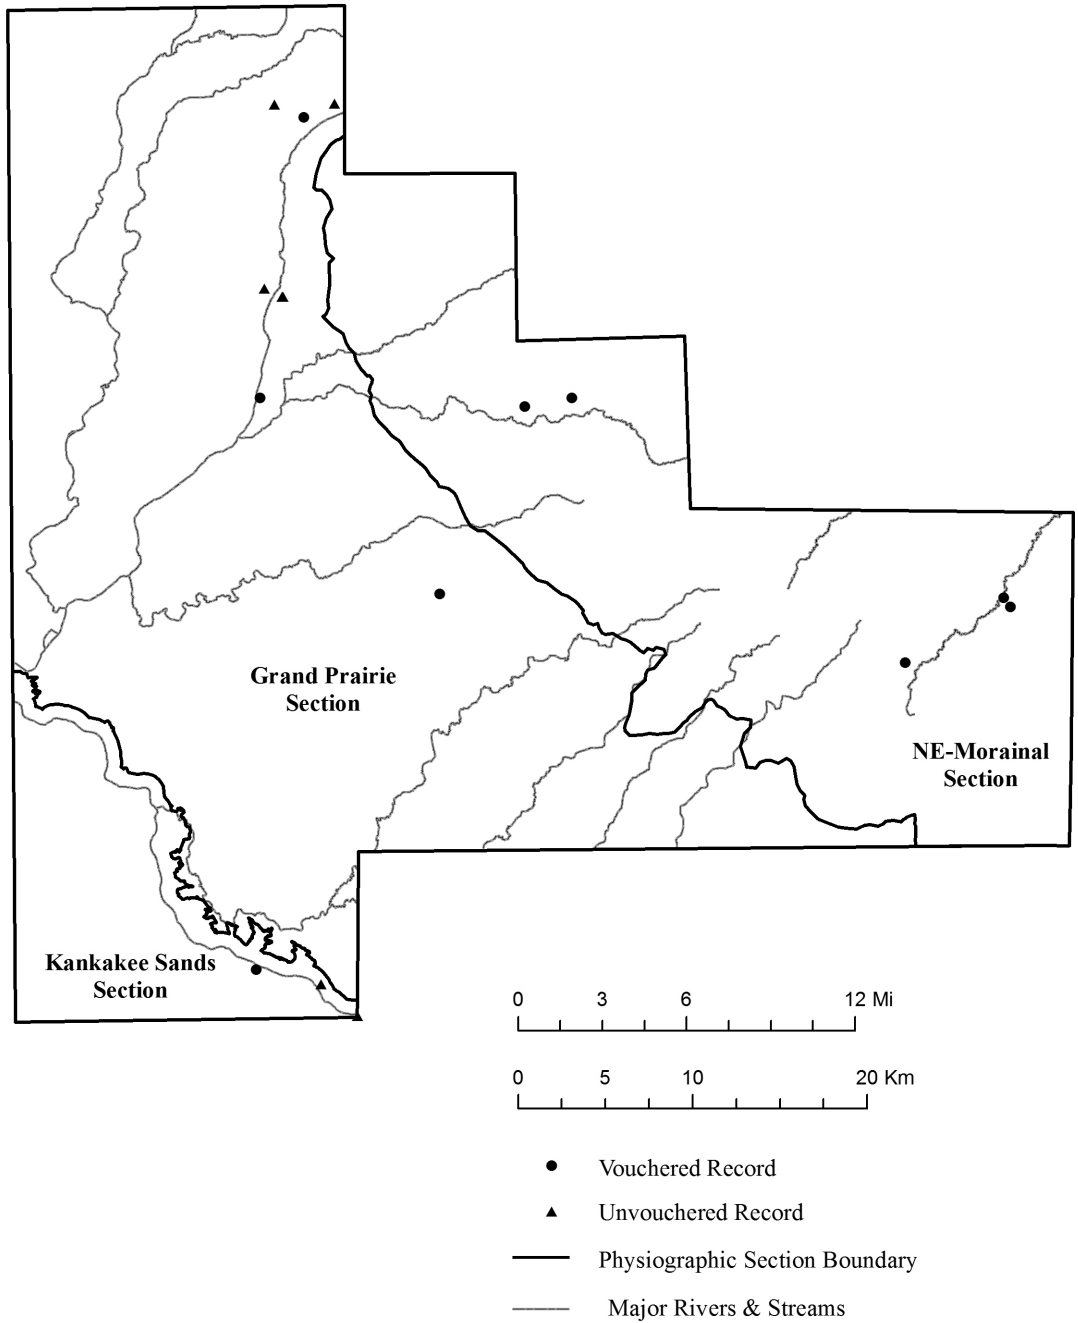 Grand Prairie
Section
NE-Morainal
Section
Kankakee Sands
Section
0 3 6 12 Mi
0 5 10 20 Km
Vouchered Record
Unvouchered Record
Physiographic Section Boundary
Major Rivers & Streams